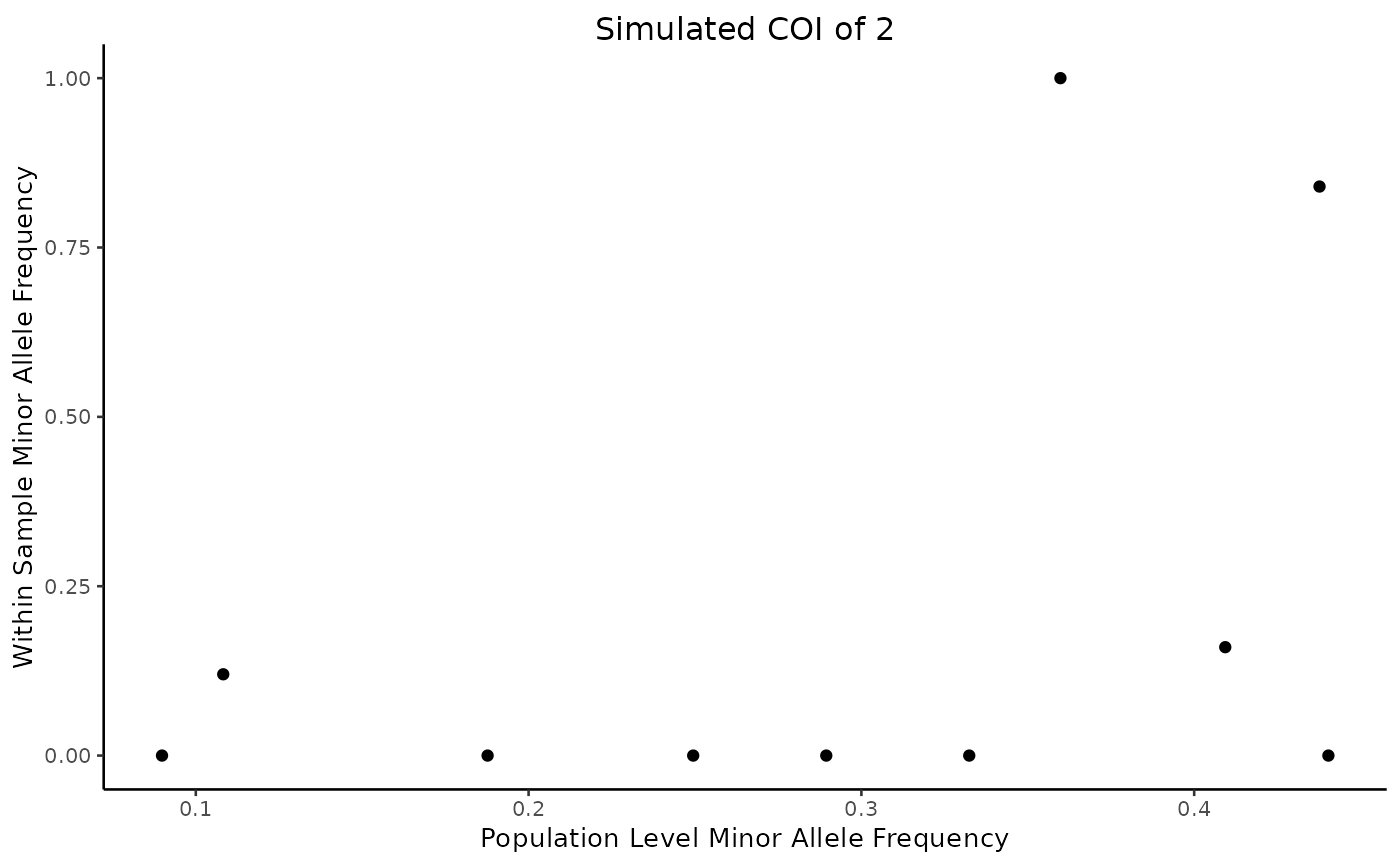 Simulated COI of 2
Within Sample Minor Allele Frequency
1.00
0.75
0.50
0.25
0.00
0.1 0.2 0.3 0.4
Population Level Minor Allele Frequency